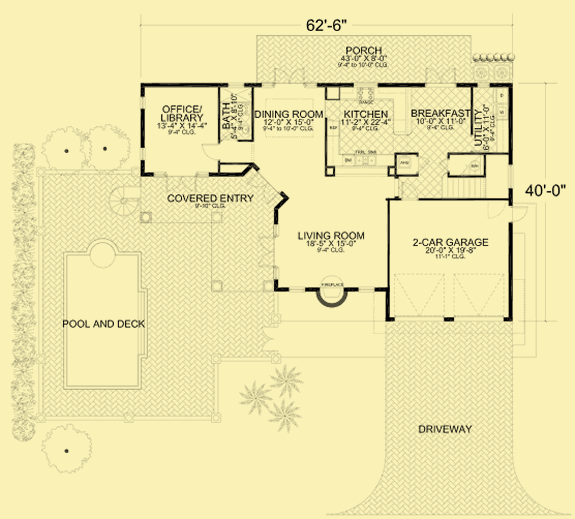 62'-6"
PORCH
43'-0" X 8'-0"
9'-4" to 10'-0" CLG.
OFFICE/
LIBRARY
13'-4" X 14'-4"
9'-4" CLG.
BATH
5'-4" X 8'-10"
9'-4" CLG.
DINING ROOM
12'-0" X 15'-0"
9'-4" to 10'-0" CLG.
KITCHEN
11'-2" X 22'-4"
9'-4" CLG.
BREAKFAST
10'-0" X 11'-0"
9'-4" CLG.
UTILITY
6'-0" X 11'-0"
9'-4" CLG.
RANGE
REF.
DW
COVERED ENTRY
9'-10" CLG.
40'-0"
LIVING ROOM
18'-5" X 15'-0"
9'-4" CLG.
2-CAR GARAGE
20'-0" X 19'-8"
11'-1" CLG.
FIREPLACE
POOL AND DECK
DRIVEWAY